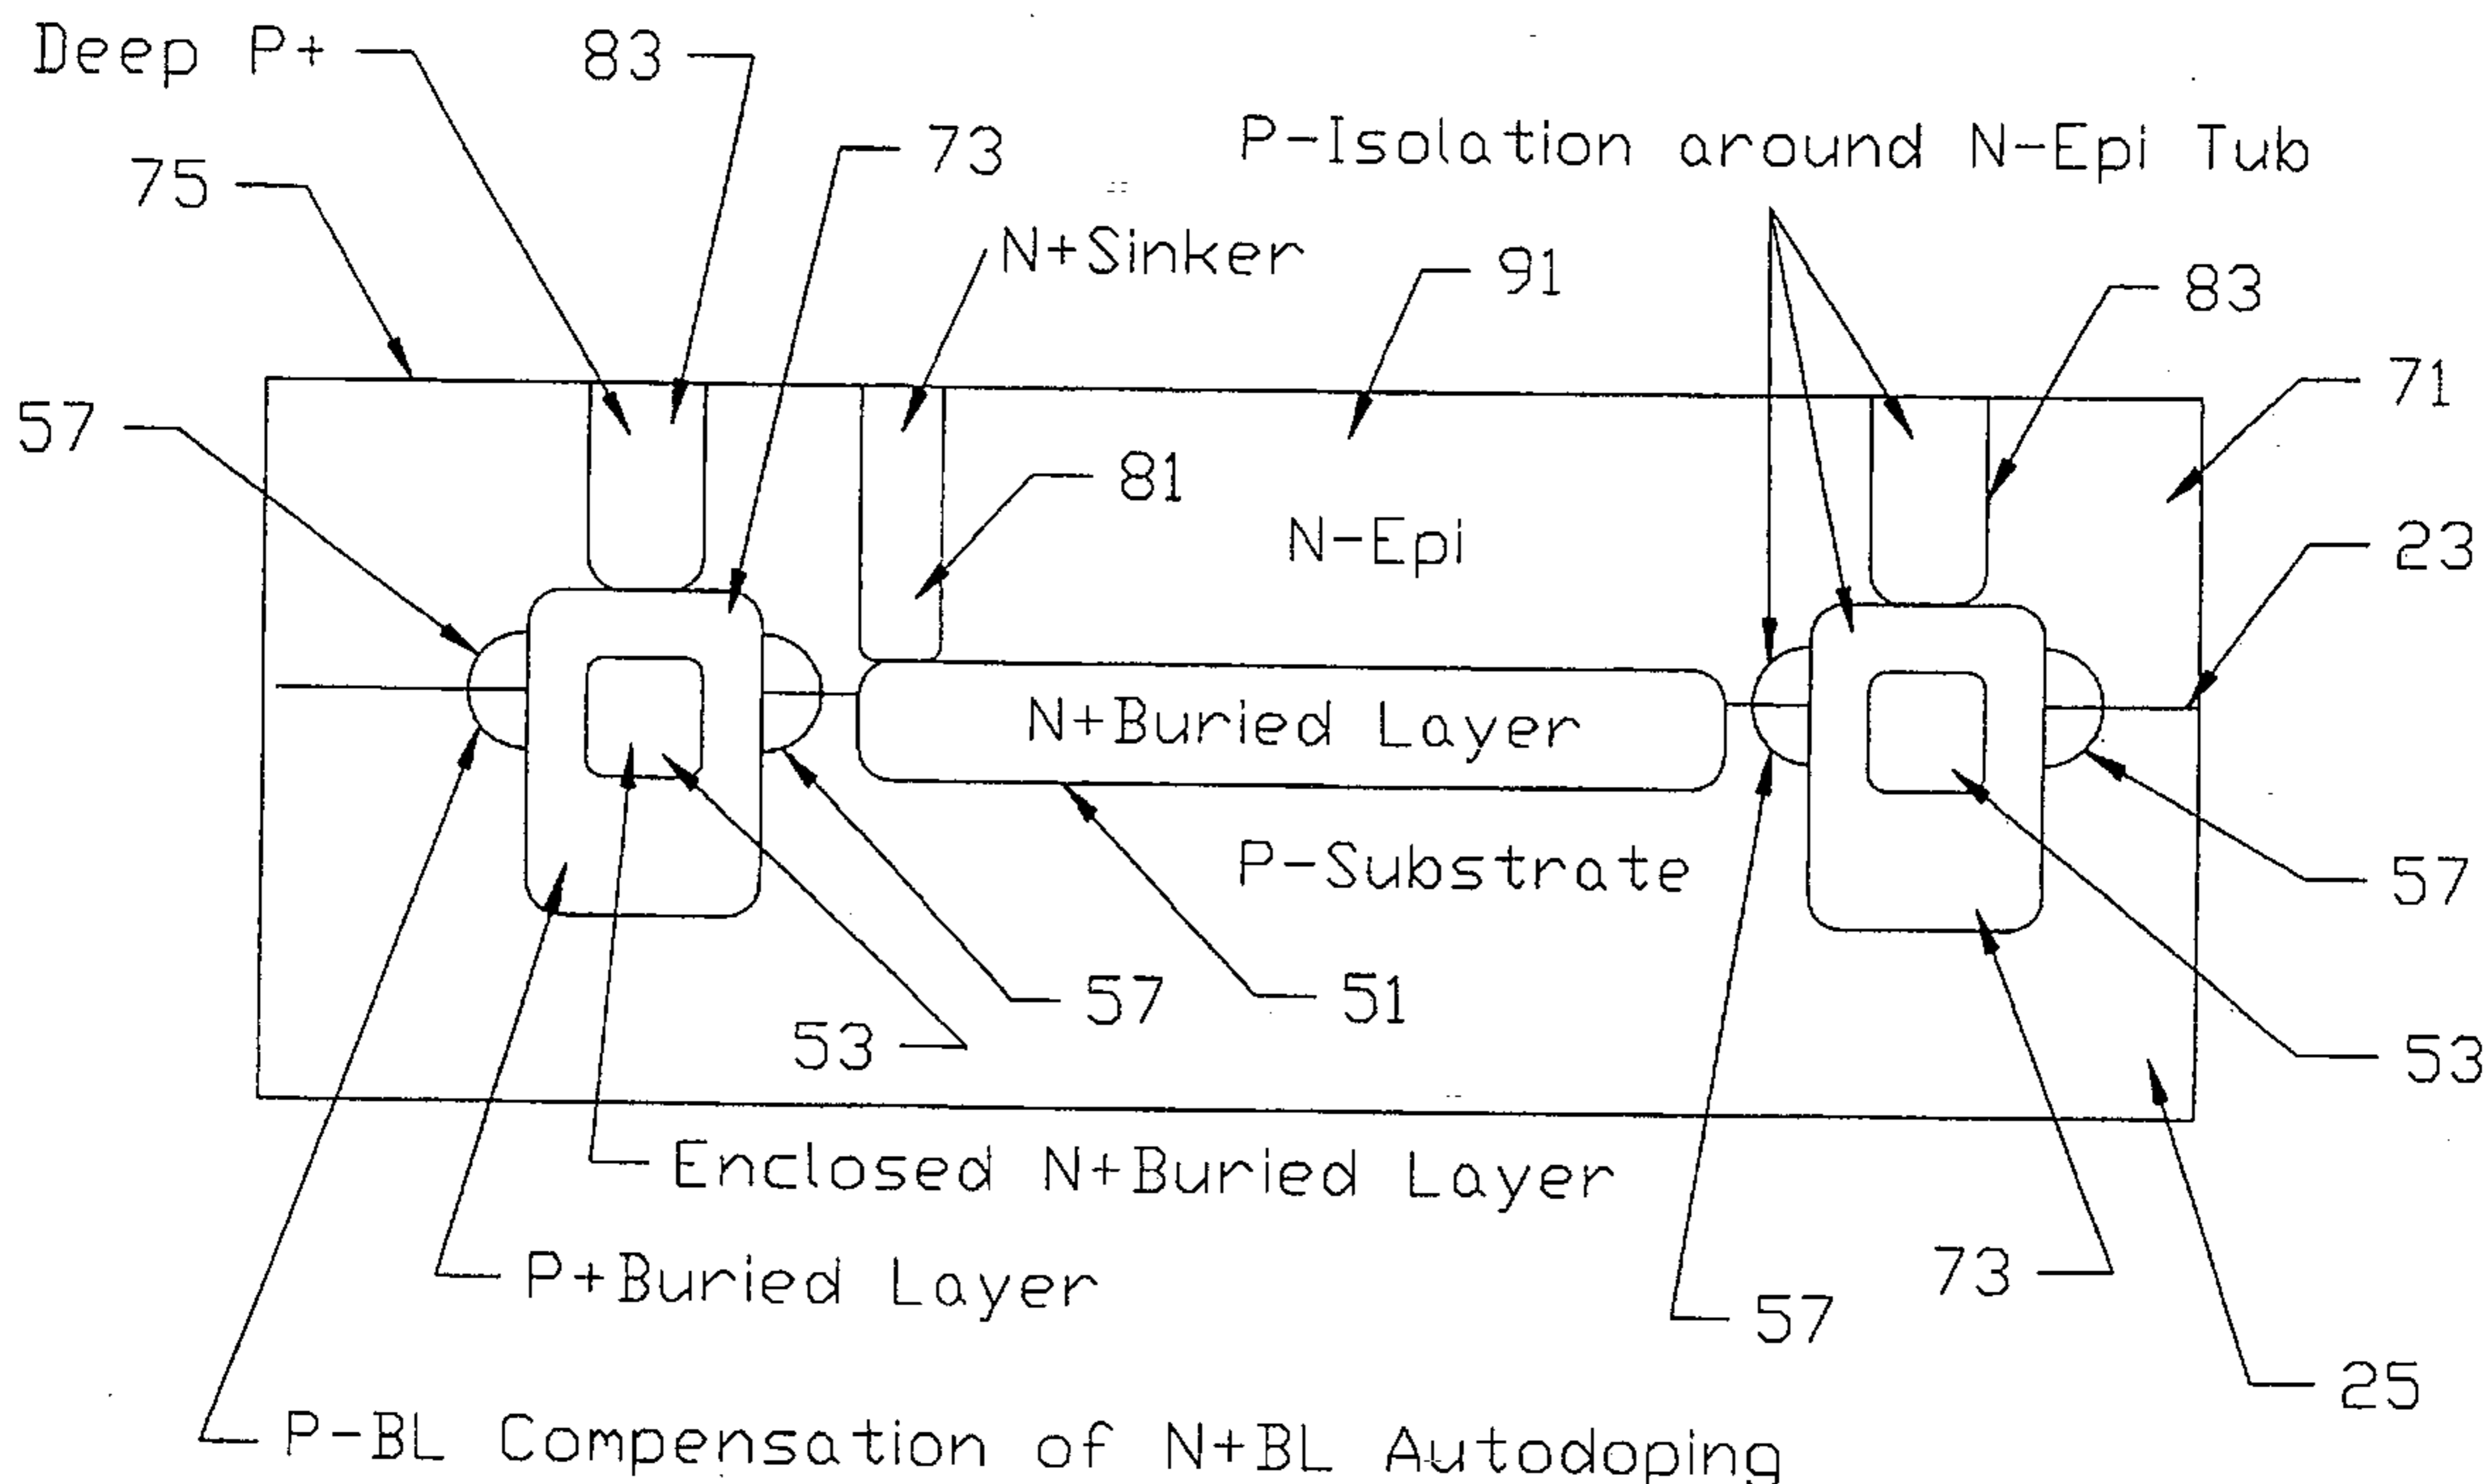 Deep P+
83
73
P-Isolation around N-Epi Tub
75
N+Sinker
91
83
71
57
81
N-Epi
23
N+Buried Layer
P-Substrate
57
57
51
53
53
Enclosed N+Buried Layer
P+Buried Layer
73
57
25
P-BL Compensation of N+BL Autodoping